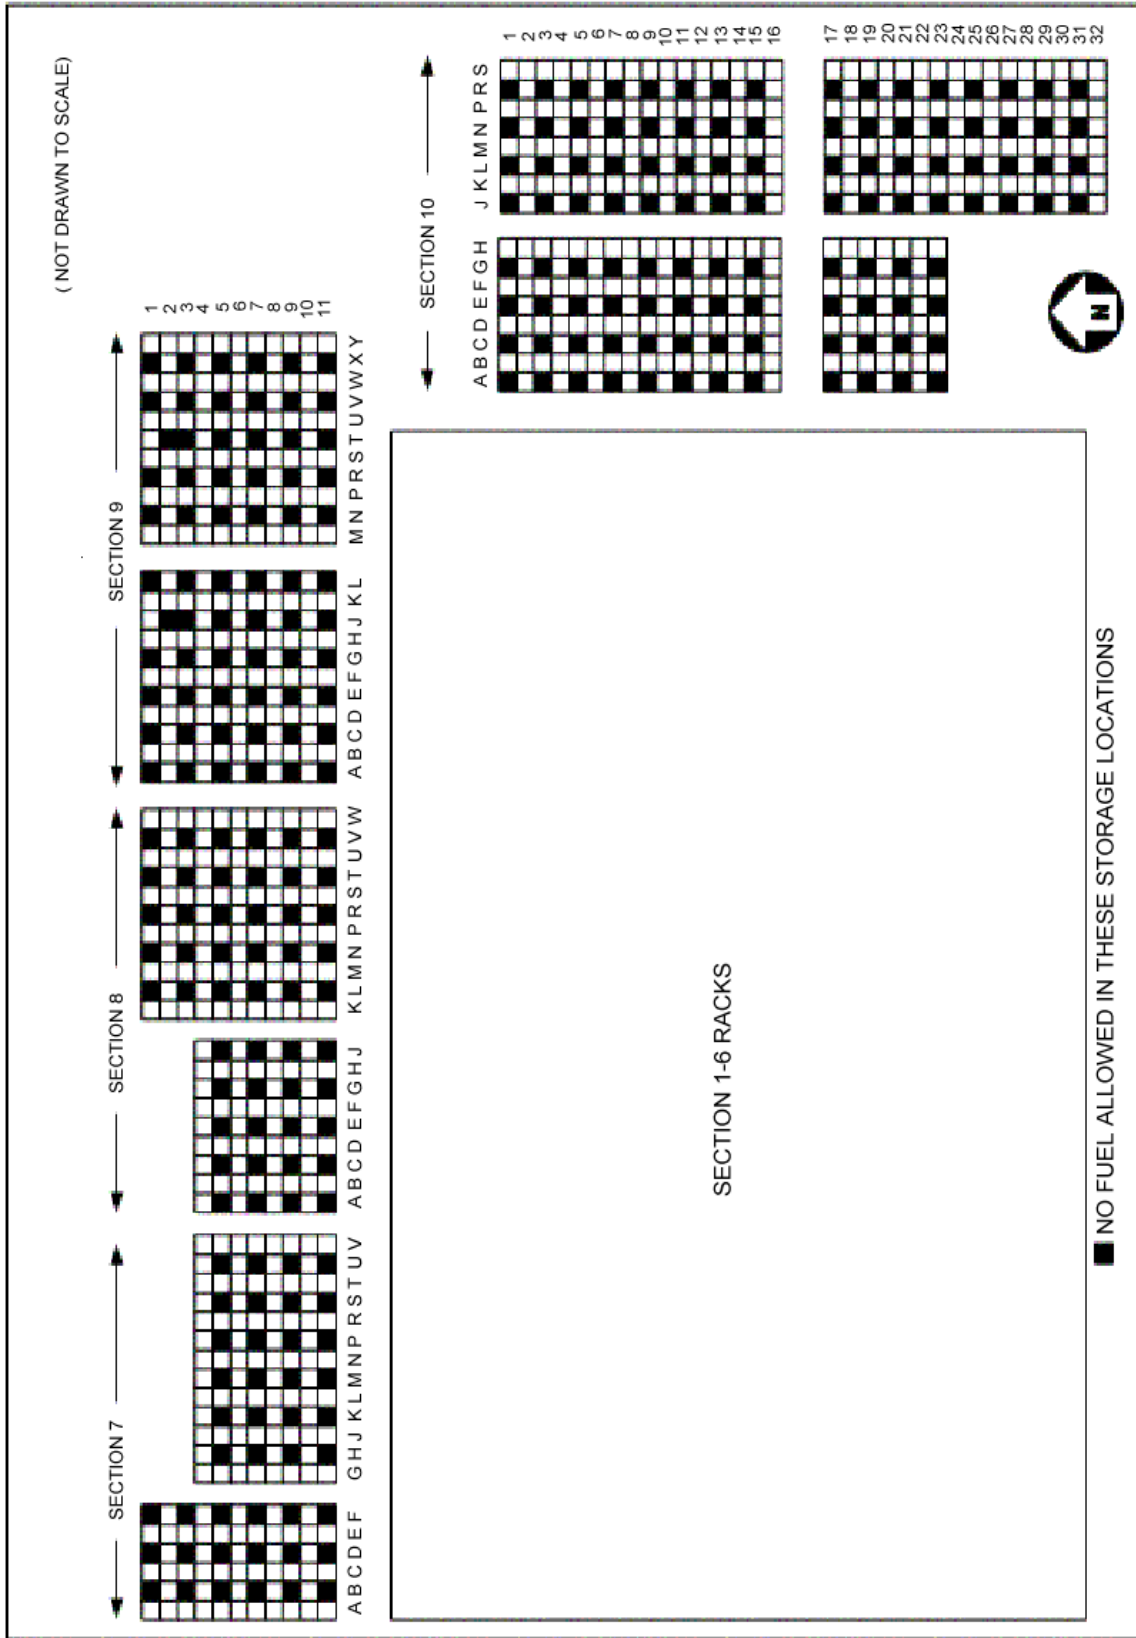 ( NOT DRAWN TO SCALE)
SECTION 7
SECTION 8
SECTION 9
1
2
3
4
5
6
7
8
9
10
11
A B C D E F
G H J K L M N P R S T U V
A B C D E F G H J
K L M N P R S T U V W
A B C D E F G H J K L
M N P R S T U V W X Y
SECTION 10
A B C D E F G H
J K L M N P R S
1
2
3
4
5
6
7
8
9
10
11
12
13
14
15
16
17
18
19
20
21
22
23
24
25
26
27
28
29
30
31
32
SECTION 1-6 RACKS
N
NO FUEL ALLOWED IN THESE STORAGE LOCATIONS